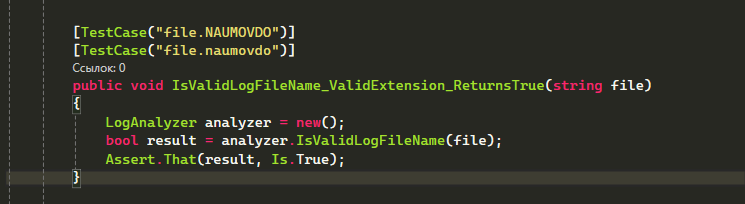 [TestCase("file.NAUMOVDO")]
[TestCase("file.naumovdo")]
Ссылок: 0
public void IsValidLogFileName_ValidExtension_ReturnsTrue(string file)
{
LogAnalyzer analyzer = new();
bool result = analyzer.IsValidLogFileName(file);
Assert.That(result, Is.True);
}